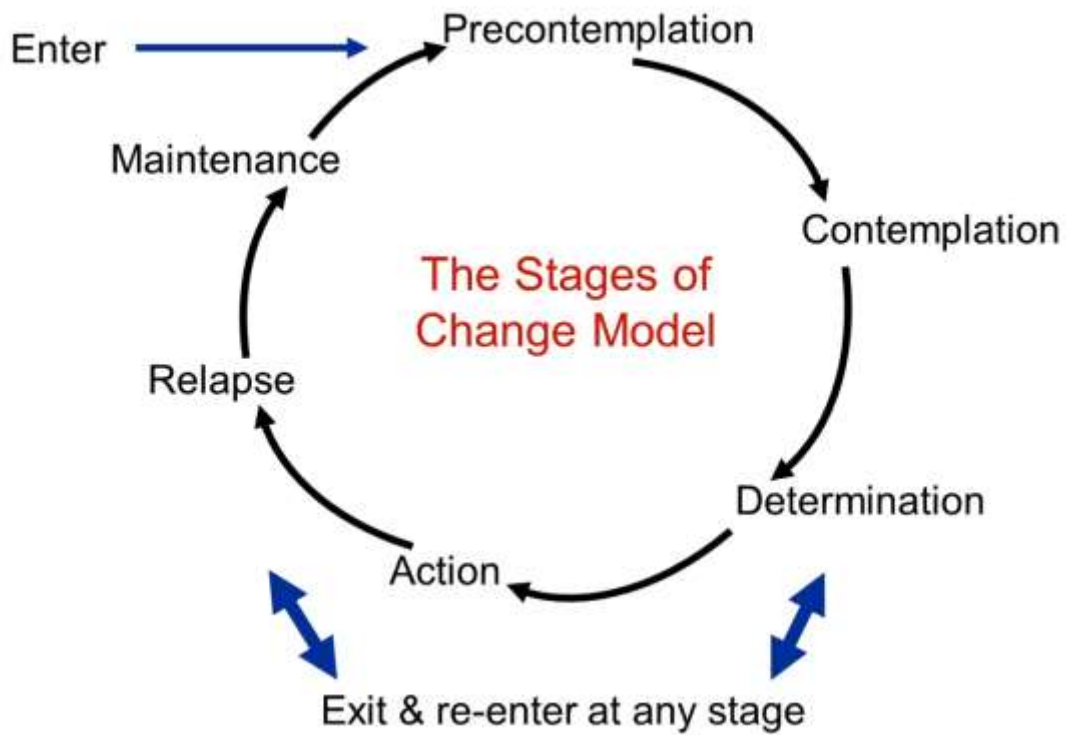 Enter
Precontemplation
Maintenance
Contemplation
The Stages of
Change Model
Relapse
Determination
Action
Exit & re-enter at any stage